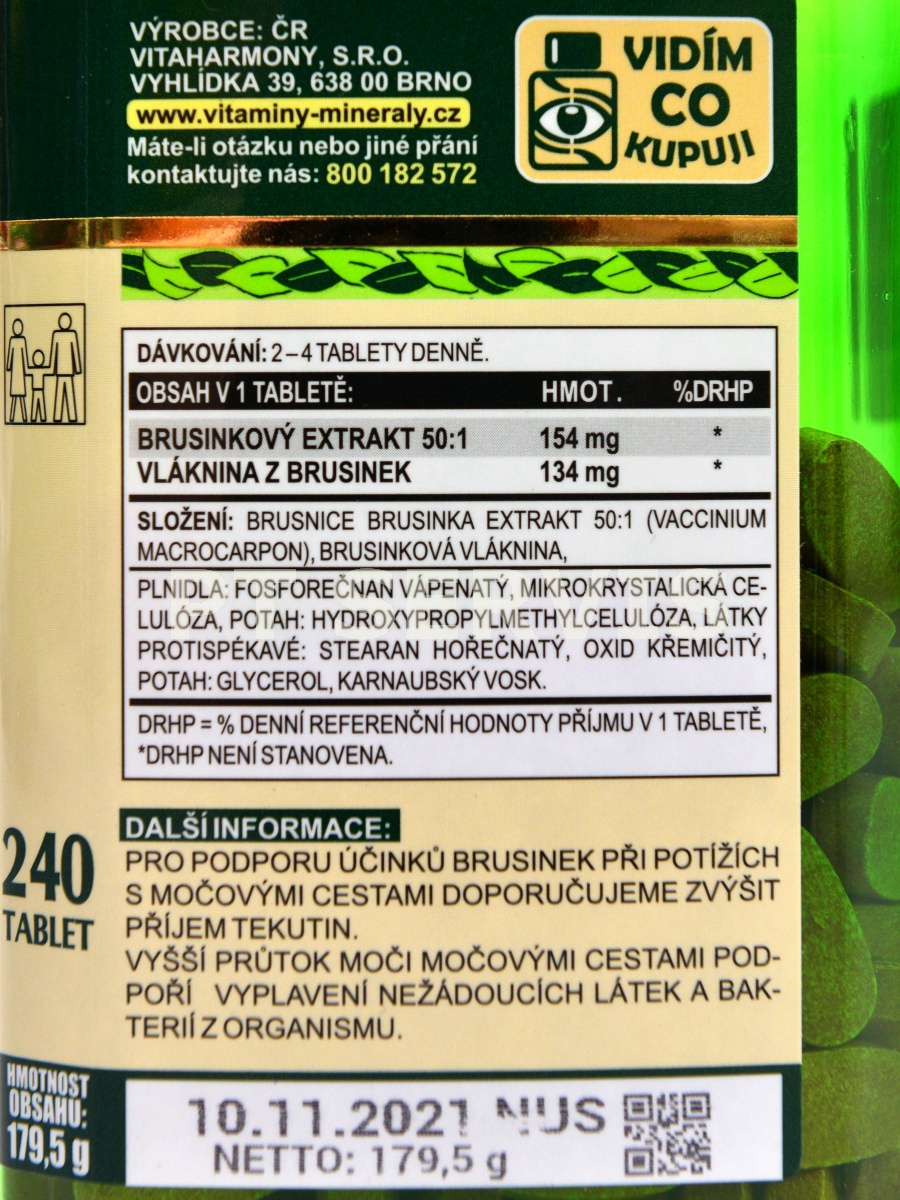 VÝROBCE: ČR
VITAHARMONY, S.R.O.
VYHLÍDKA 39, 638 00 BRNO
www.vitaminy-mineraly.cz
Máte-li otázku nebo jiné přání
kontaktujte nás: 800 182 572
VIDÍM
CO
KUPUJI
DÁVKOVÁNÍ: 2–4 TABLETY DENNĚ.
OBSAH V 1 TABLETĚ: HMOT. %DRHP
BRUSINKOVÝ EXTRAKT 50:1 154 mg *
VLÁKNINA Z BRUSINEK 134 mg *
SLOŽENÍ: BRUSNICE BRUSINKA EXTRAKT 50:1 (VACCINIUM
MACROCARPON), BRUSINKOVÁ VLÁKNINA,
PLNIDLA: FOSFOREČNAN VÁPENATÝ, MIKROKRYSTALICKÁ CE-
LULÓZA, POTAH: HYDROXYPROPYLMETHYLCELULÓZA, LÁTKY
PROTISPÉKAVÉ: STEARAN HOŘEČNATÝ, OXID KŘEMIČITÝ,
POTAH: GLYCEROL, KARNAUBSKÝ VOSK.
DRHP = % DENNÍ REFERENČNÍ HODNOTY PŘÍJMU V 1 TABLETĚ,
*DRHP NENÍ STANOVENA.
240
TABLET
DALŠÍ INFORMACE:
PRO PODPORU ÚČINKŮ BRUSINEK PŘI POTÍŽÍCH
S MOČOVÝMI CESTAMI DOPORUČUJEME ZVÝŠIT
PŘÍJEM TEKUTIN.
VYŠŠÍ PRŮTOK MOČI MOČOVÝMI CESTAMI POD-
POŘÍ VYPLAVENÍ NEŽÁDOUCÍCH LÁTEK A BAK-
TERIÍ Z ORGANISMU.
HMOTNOST
OBSAHU:
179,5 g
10.11.2021 NUS
NETTO: 179,5 g